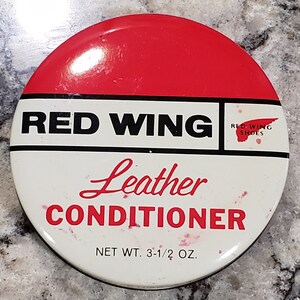 RED WING
RED WING
SHOES
Leather
CONDITIONER
NET WT. 3-1/2 OZ.